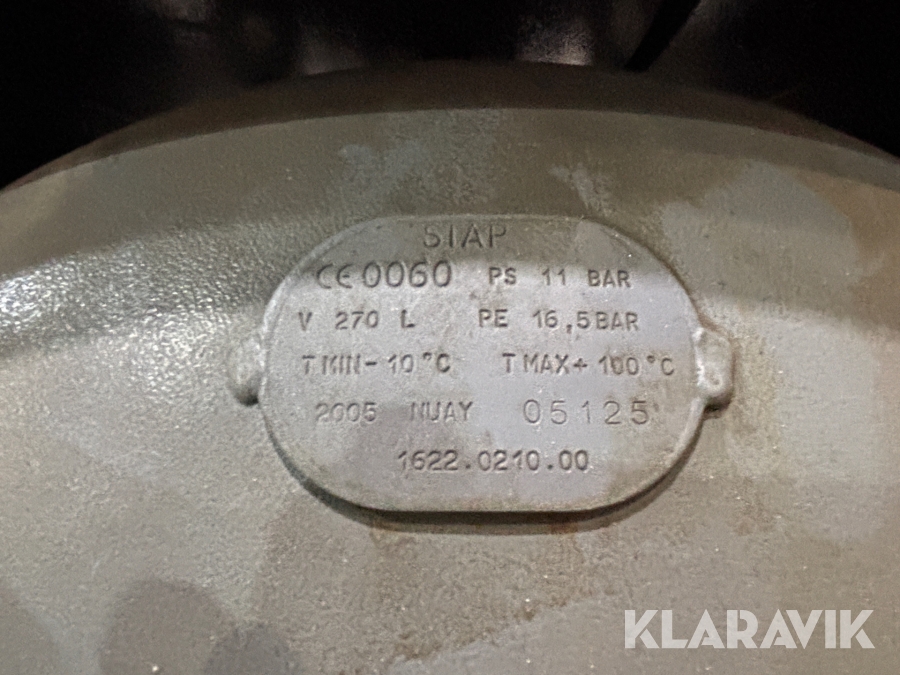 SIAP
CE 0060 PS 11 BAR
V 270 L PE 16,5 BAR
T MIN - 10 °C T MAX + 100 °C
2005 NUAY 05125
1622.0210.00
KLARAVIK